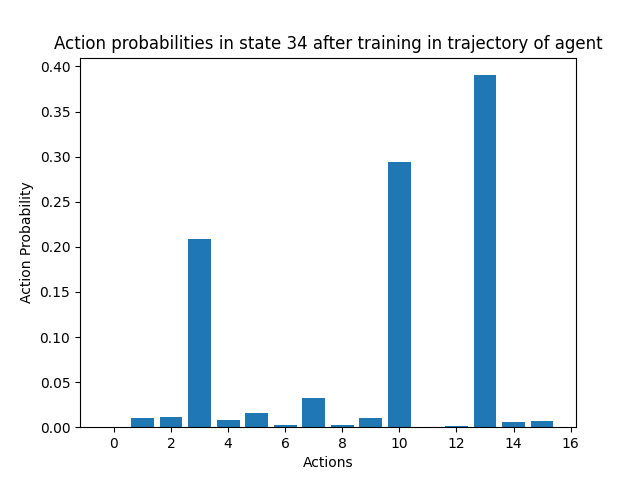 Action probabilities in state 34 after training in trajectory of agent
0.40
0.35
0.30
0.25
0.20
0.15
0.10
0.05
0.00
Action Probability
0 2 4 6 8 10 12 14 16
Actions